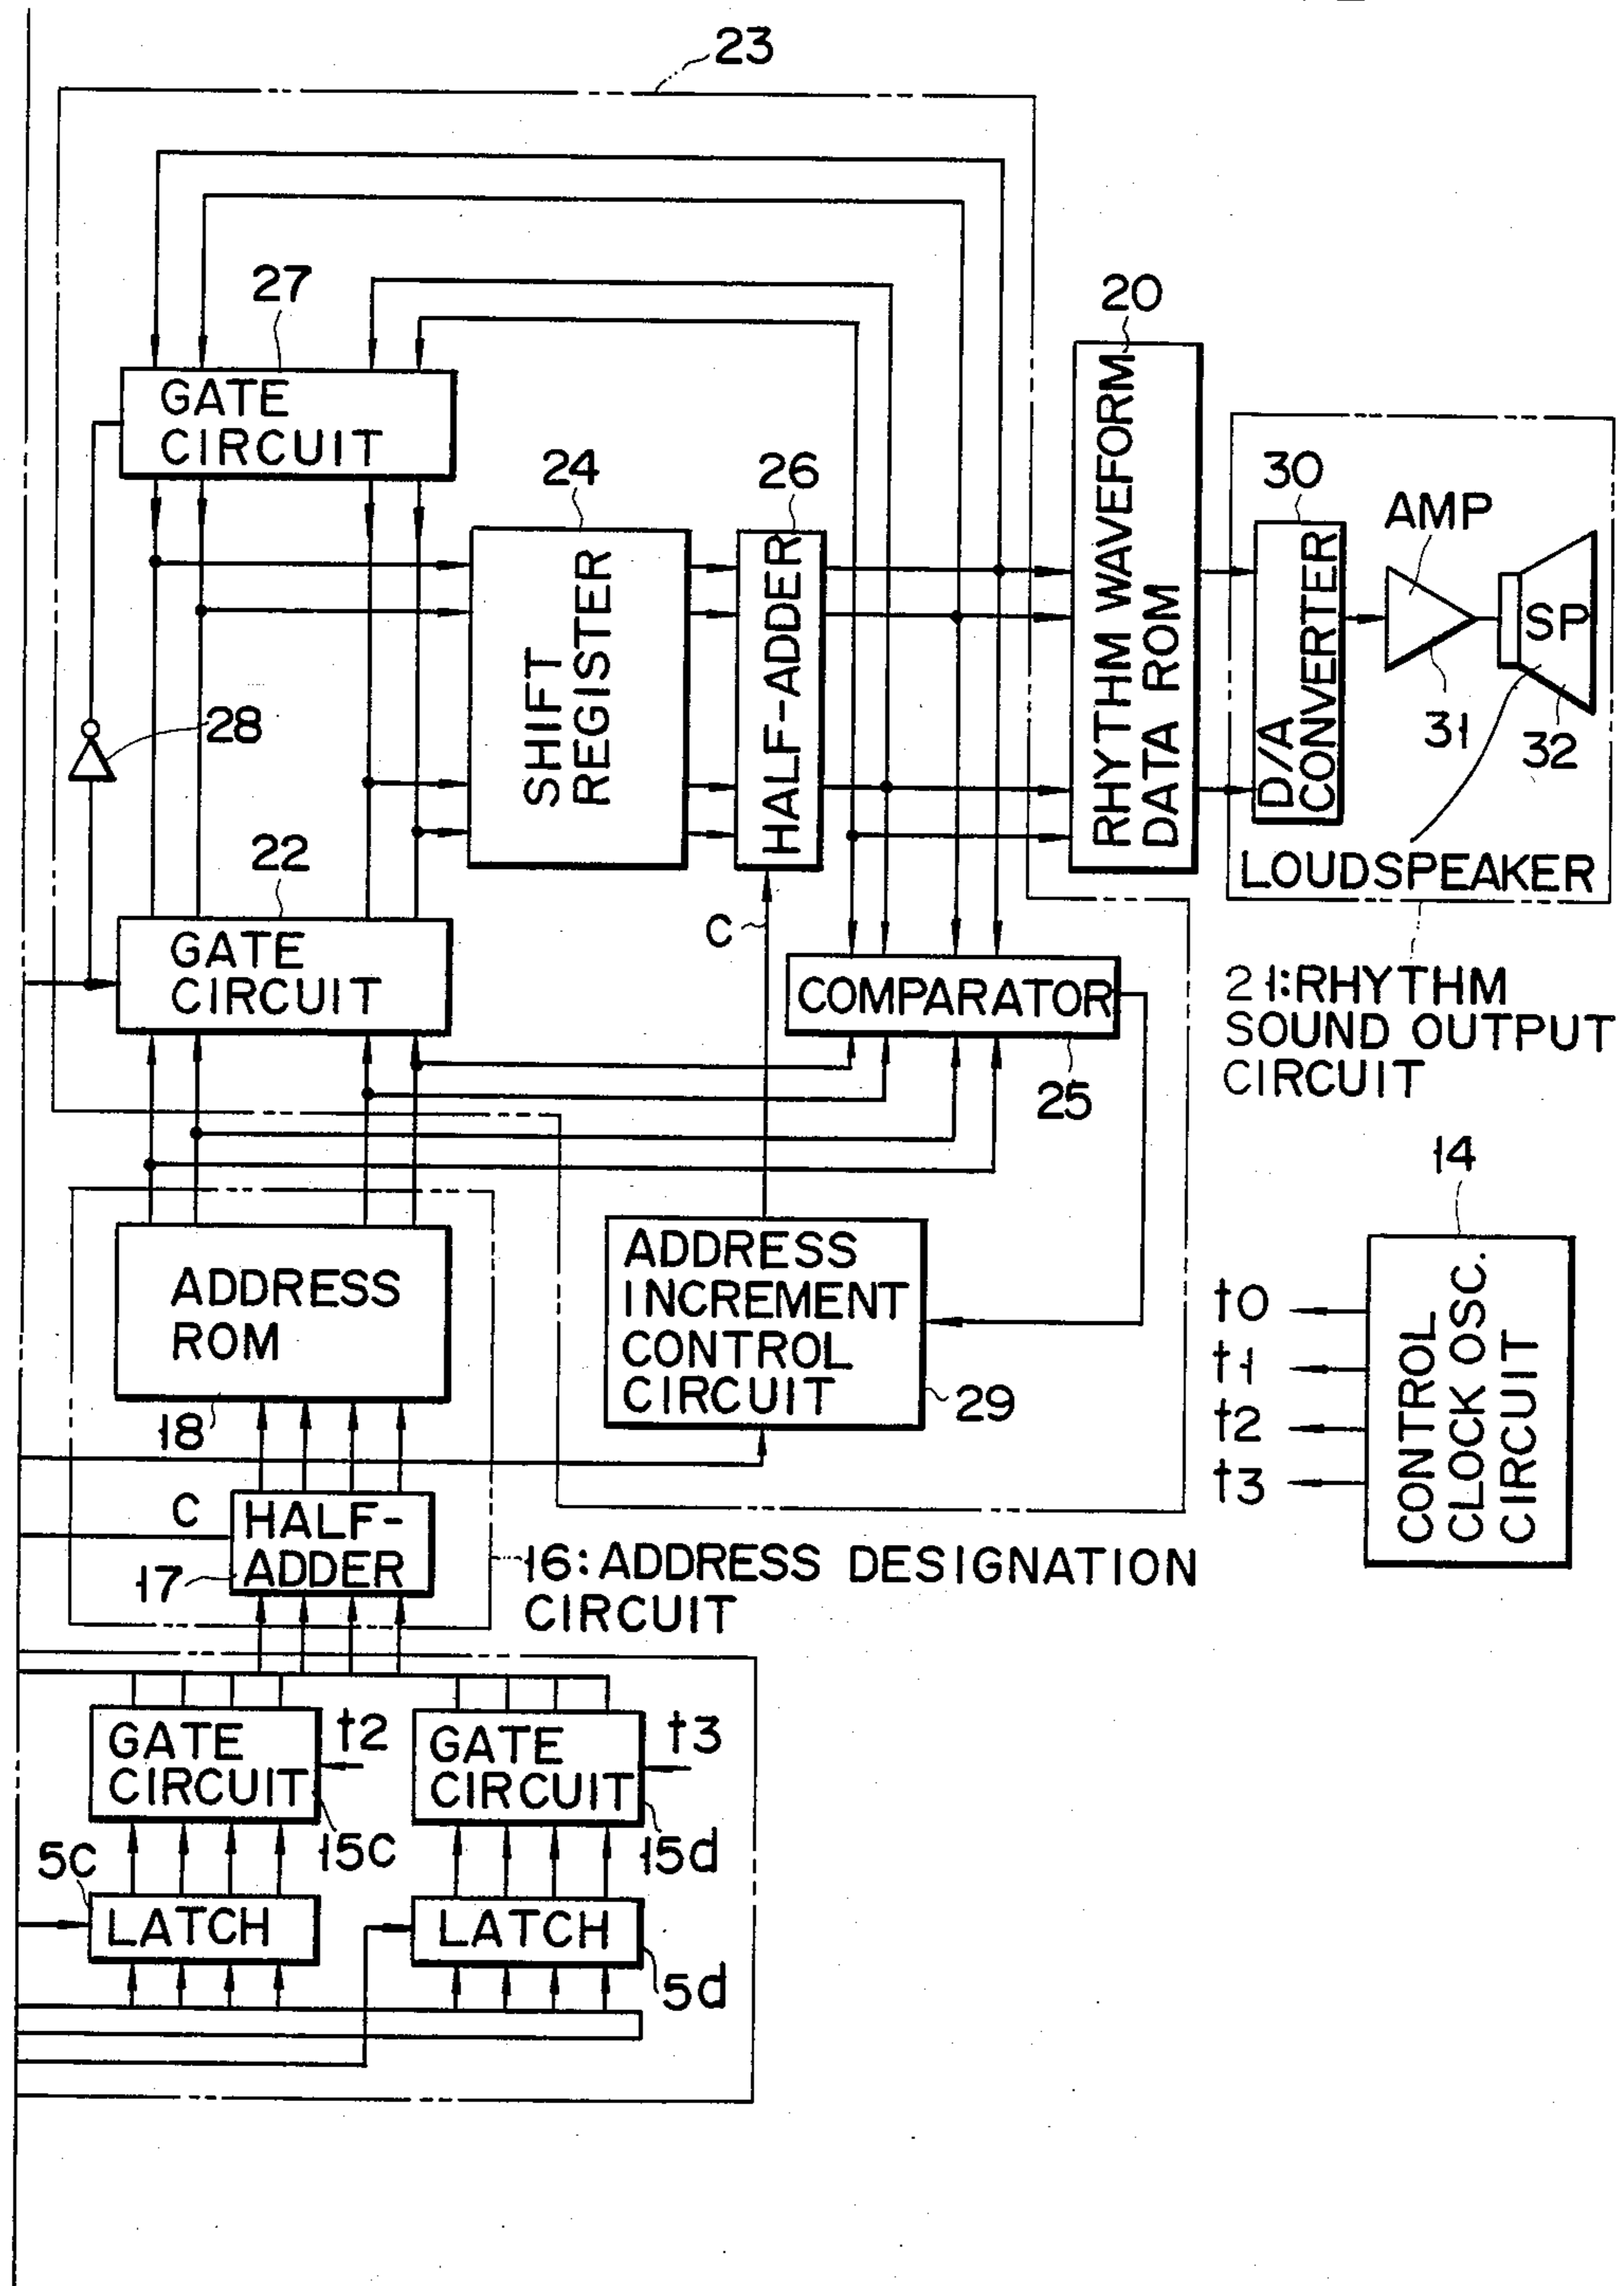 23
27
GATE
CIRCUIT
24
SHIFT
REGISTER
26
HALF-ADDER
20
RHYTHM WAVEFORM
DATA ROM
30
D/A
CONVERTER
AMP
31
SP
32
LOUDSPEAKER
28
22
GATE
CIRCUIT
C
COMPARATOR
25
21:RHYTHM
SOUND OUTPUT
CIRCUIT
14
CONTROL
CLOCK OSC.
CIRCUIT
t0
t1
t2
t3
ADDRESS
ROM
18
ADDRESS
INCREMENT
CONTROL
CIRCUIT
29
C
HALF-
ADDER
17
16:ADDRESS DESIGNATION
CIRCUIT
GATE
CIRCUIT
t2
15c
GATE
CIRCUIT
t3
15d
5c
LATCH
LATCH
5d